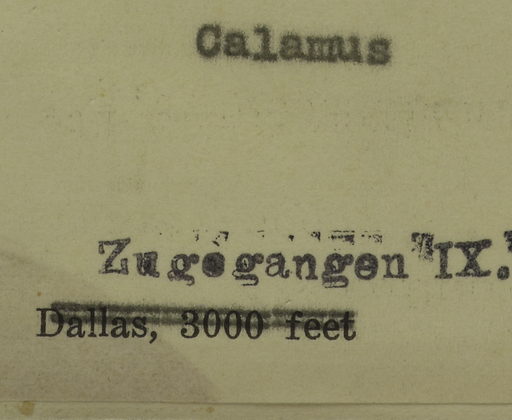 Calamus
Zugegangen IX.
Dallas, 3000 feet